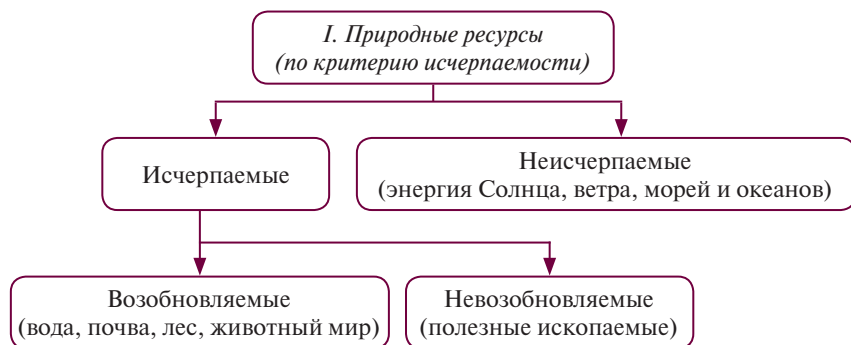 I. Природные ресурсы
(по критерию исчерпаемости)
Исчерпаемые
Неисчерпаемые
(энергия Солнца, ветра, морей и океанов)
Возобновляемые
(вода, почва, лес, животный мир)
Невозобновляемые
(полезные ископаемые)